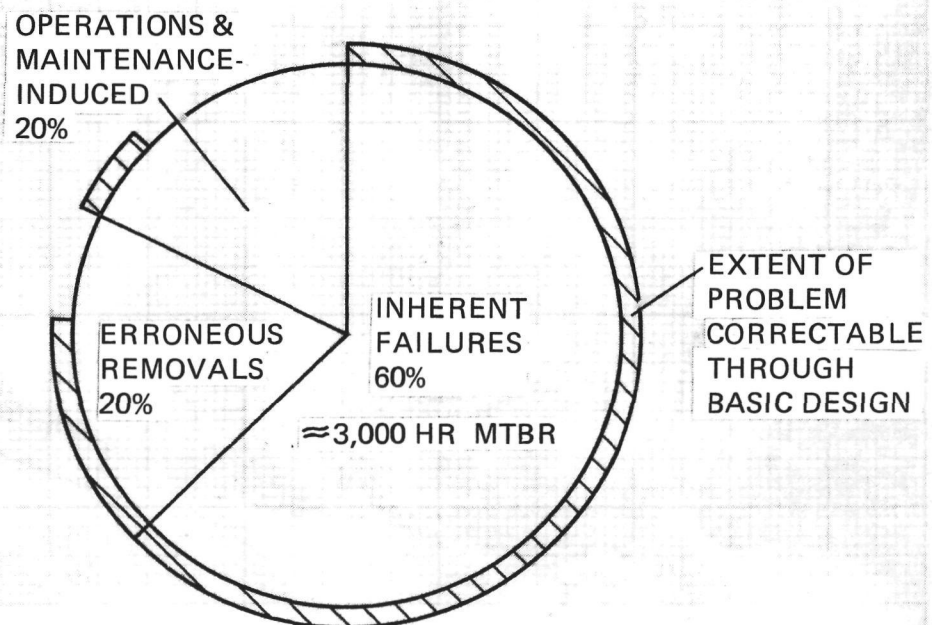 OPERATIONS &
MAINTENANCE-
INDUCED
20%
ERRONEOUS
REMOVALS
20%
INHERENT
FAILURES
60%
≈3,000 HR MTBR
EXTENT OF
PROBLEM
CORRECTABLE
THROUGH
BASIC DESIGN